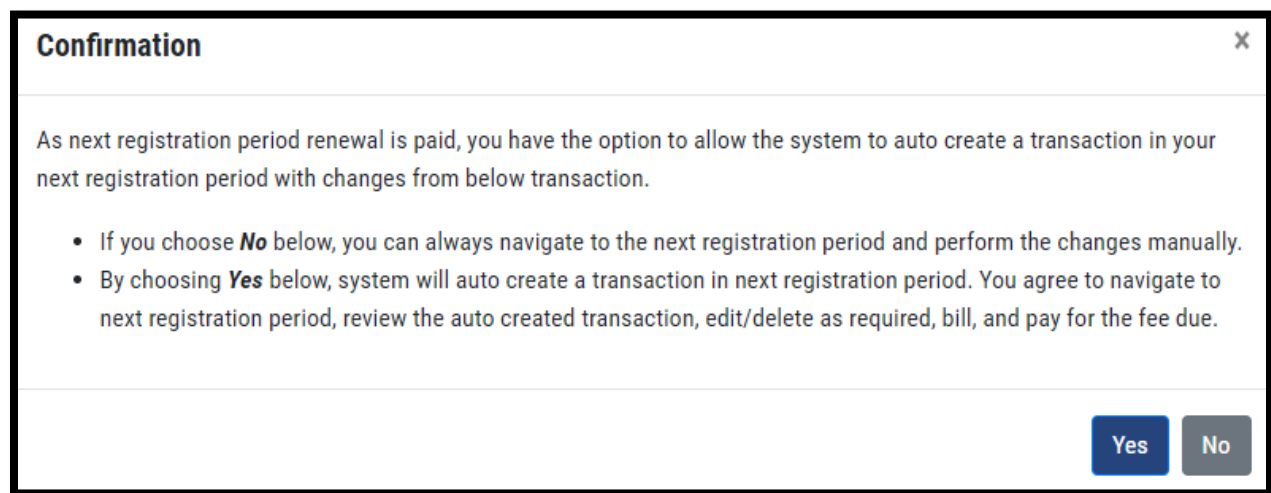 Confirmation ×
As next registration period renewal is paid, you have the option to allow the system to auto create a transaction in your
next registration period with changes from below transaction.
• If you choose No below, you can always navigate to the next registration period and perform the changes manually.
• By choosing Yes below, system will auto create a transaction in next registration period. You agree to navigate to
next registration period, review the auto created transaction, edit/delete as required, bill, and pay for the fee due.
Yes No